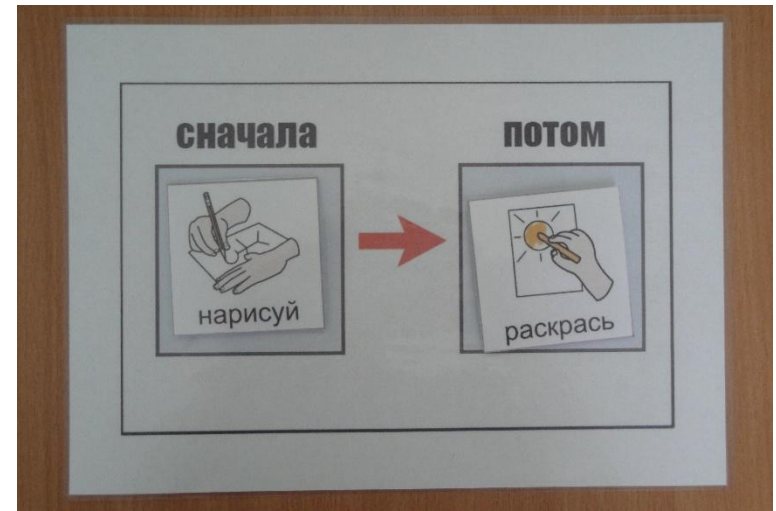 сначала
потом
нарисуй
раскрась